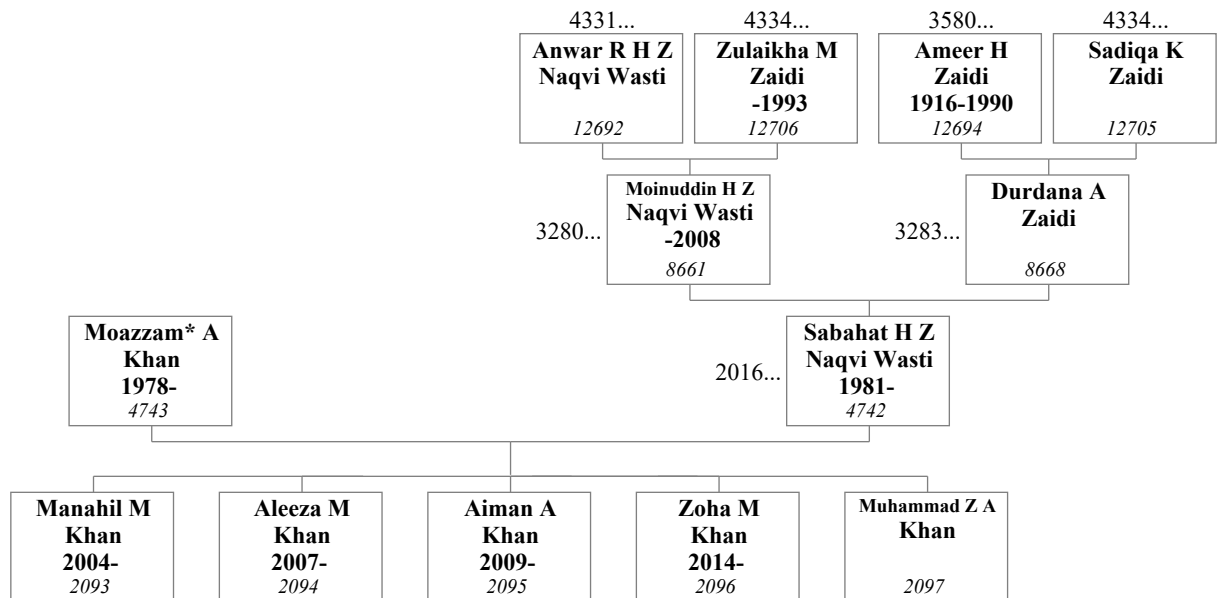 4331...
4334...
3580...
4334...
Anwar R H Z
Naqvi Wasti
12692
Zulaikha M
Zaidi
-1993
12706
Ameer H
Zaidi
1916-1990
12694
Sadiqa K
Zaidi
12705
3280...
Moinuddin H Z
Naqvi Wasti
-2008
8661
3283...
Durdana A
Zaidi
8668
Moazzam* A
Khan
1978-
4743
2016...
Sabahat H Z
Naqvi Wasti
1981-
4742
Manahil M
Khan
2004-
2093
Aleeza M
Khan
2007-
2094
Aiman A
Khan
2009-
2095
Zoha M
Khan
2014-
2096
Muhammad Z A
Khan
2097